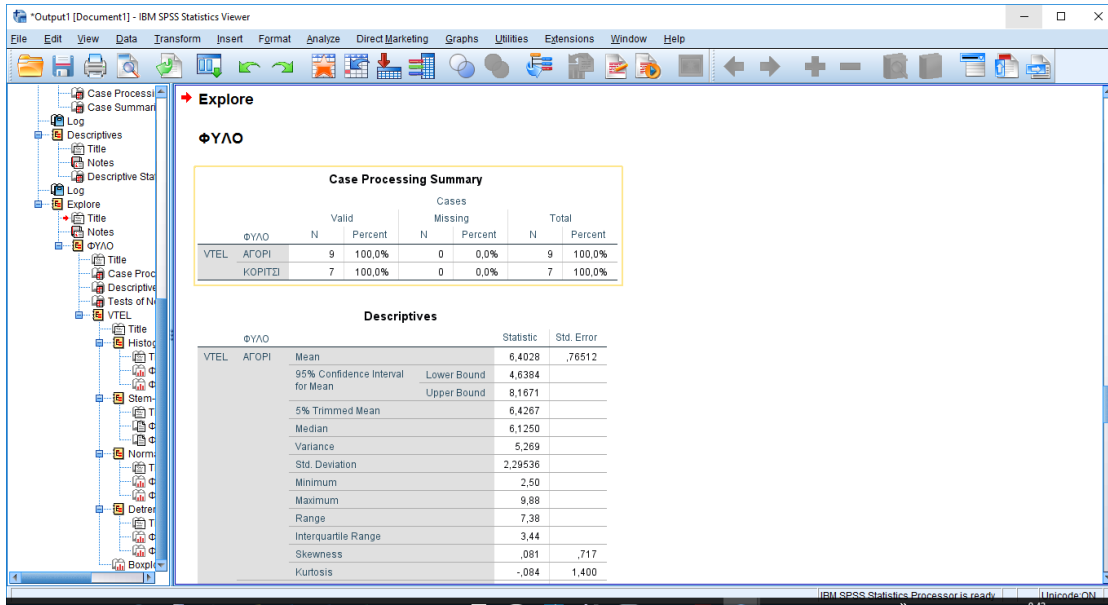 *Output1 [Document1] - IBM SPSS Statistics Viewer
File Edit View Data Transform Insert Format Analyze Direct Marketing Graphs Utilities Extensions Window Help
Case Processi
Case Summari
Log
Descriptives
Title
Notes
Descriptive Stat
Log
Explore
Title
Notes
ΦΥΛΟ
Title
Case Proc
Descriptive
Tests of N
VTEL
Title
Histog
T
Φ
Φ
Stem-
T
Φ
Φ
Norma
T
Φ
Φ
Detren
T
Φ
Φ
Boxplo
Explore
ΦΥΛΟ
Case Processing Summary
Cases
Valid Missing Total
ΦΥΛΟ N Percent N Percent N Percent
VTEL ΑΓΟΡΙ 9 100,0% 0 0,0% 9 100,0%
ΚΟΡΙΤΣΙ 7 100,0% 0 0,0% 7 100,0%
Descriptives
ΦΥΛΟ Statistic Std. Error
VTEL ΑΓΟΡΙ Mean 6,4028 ,76512
95% Confidence Interval for Mean Lower Bound 4,6384
Upper Bound 8,1671
5% Trimmed Mean 6,4267
Median 6,1250
Variance 5,269
Std. Deviation 2,29536
Minimum 2,50
Maximum 9,88
Range 7,38
Interquartile Range 3,44
Skewness ,081 ,717
Kurtosis -,084 1,400
IBM SPSS Statistics Processor is ready Unicode:ON